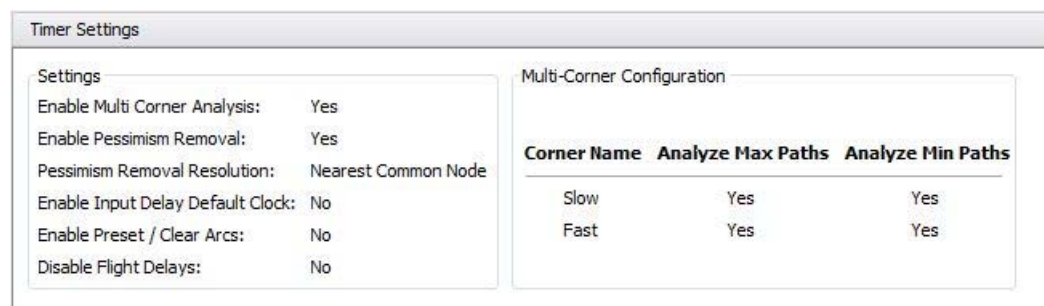 Timer Settings
Settings
Enable Multi Corner Analysis: Yes
Enable Pessimism Removal: Yes
Pessimism Removal Resolution: Nearest Common Node
Enable Input Delay Default Clock: No
Enable Preset / Clear Arcs: No
Disable Flight Delays: No
Multi-Corner Configuration
Corner Name Analyze Max Paths Analyze Min Paths
Slow Yes Yes
Fast Yes Yes